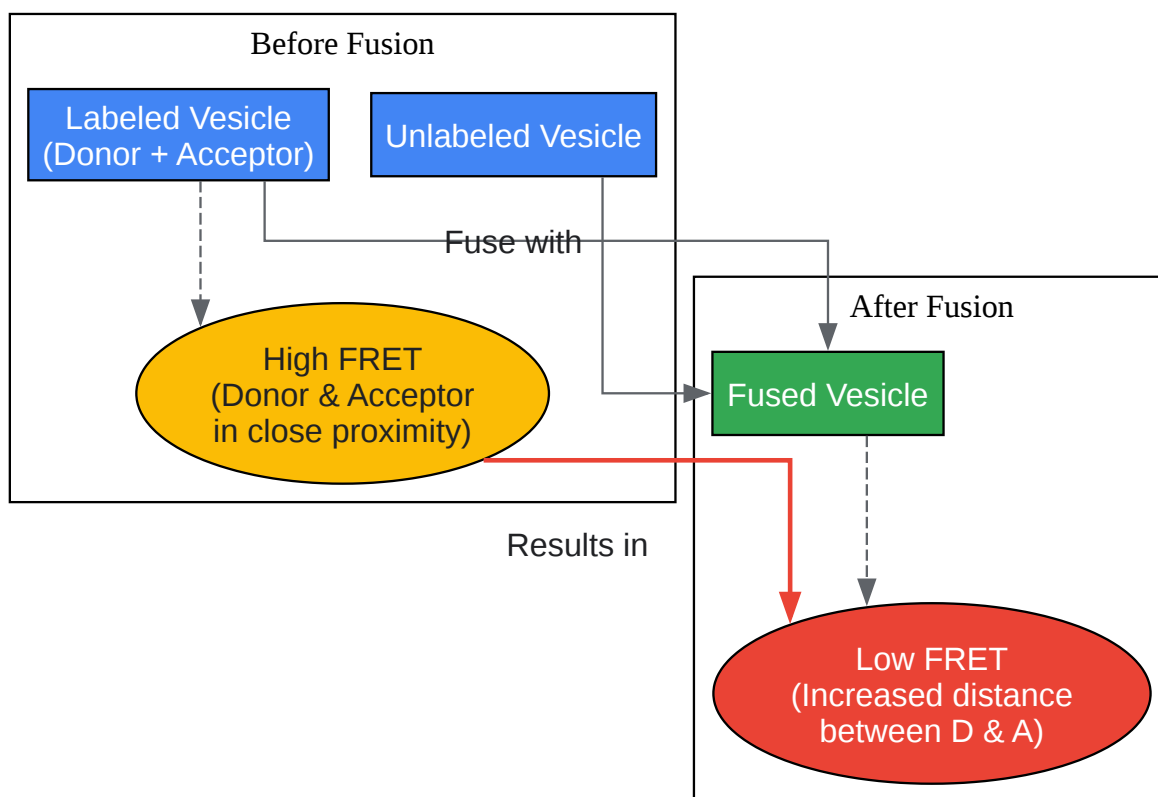 Before Fusion
Labeled Vesicle
(Donor + Acceptor)
Unlabeled Vesicle
Fuse with
High FRET
(Donor & Acceptor
in close proximity)
After Fusion
Fused Vesicle
Results in
Low FRET
(Increased distance
between D & A)